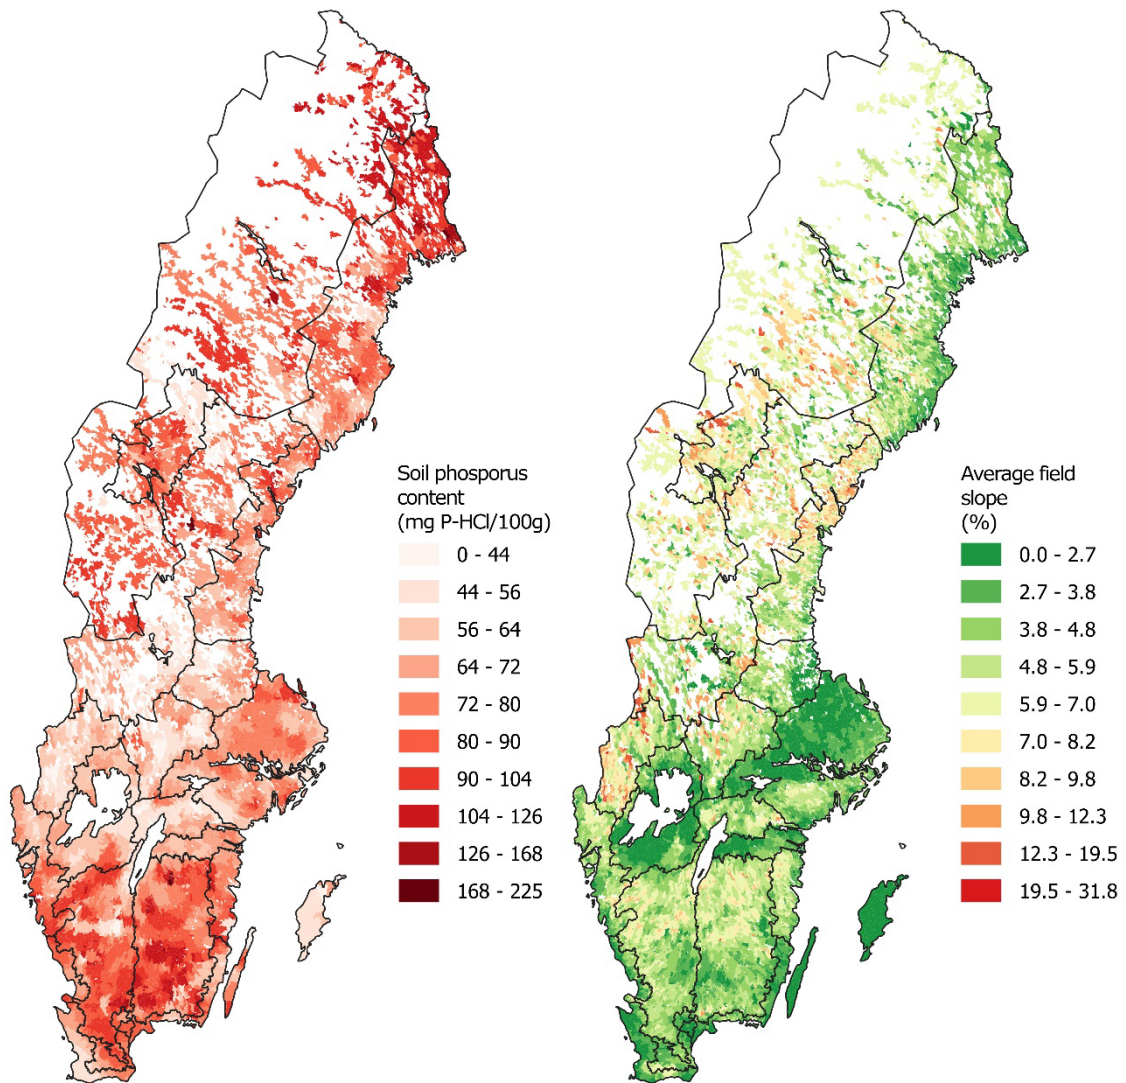 Soil phosporus
content
(mg P-HCl/100g)
0 - 44
44 - 56
56 - 64
64 - 72
72 - 80
80 - 90
90 - 104
104 - 126
126 - 168
168 - 225
Average field
slope
(%)
0.0 - 2.7
2.7 - 3.8
3.8 - 4.8
4.8 - 5.9
5.9 - 7.0
7.0 - 8.2
8.2 - 9.8
9.8 - 12.3
12.3 - 19.5
19.5 - 31.8